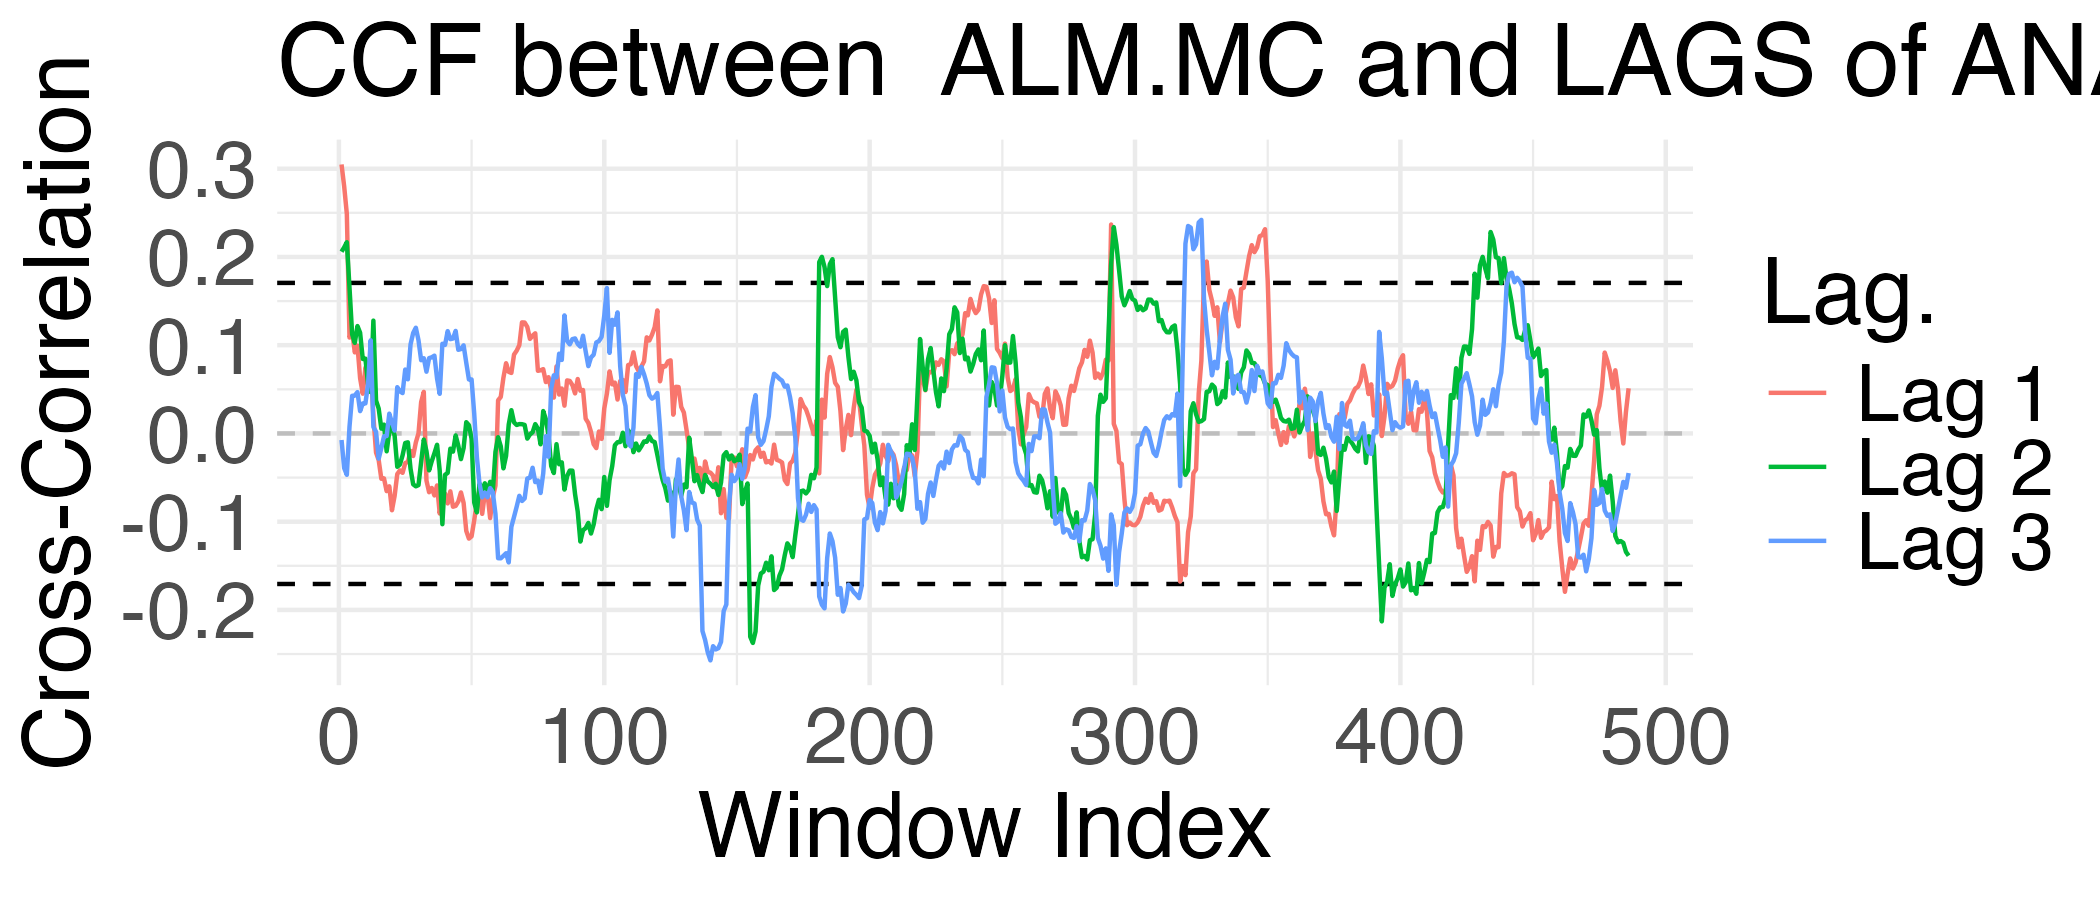 CCF between  ALM.MC and LAGS of ANA
Cross-Correlation
0.3
0.2
0.1
0.0
-0.1
-0.2
0
100
200
300
400
500
Window Index
Lag.
Lag 1
Lag 2
Lag 3